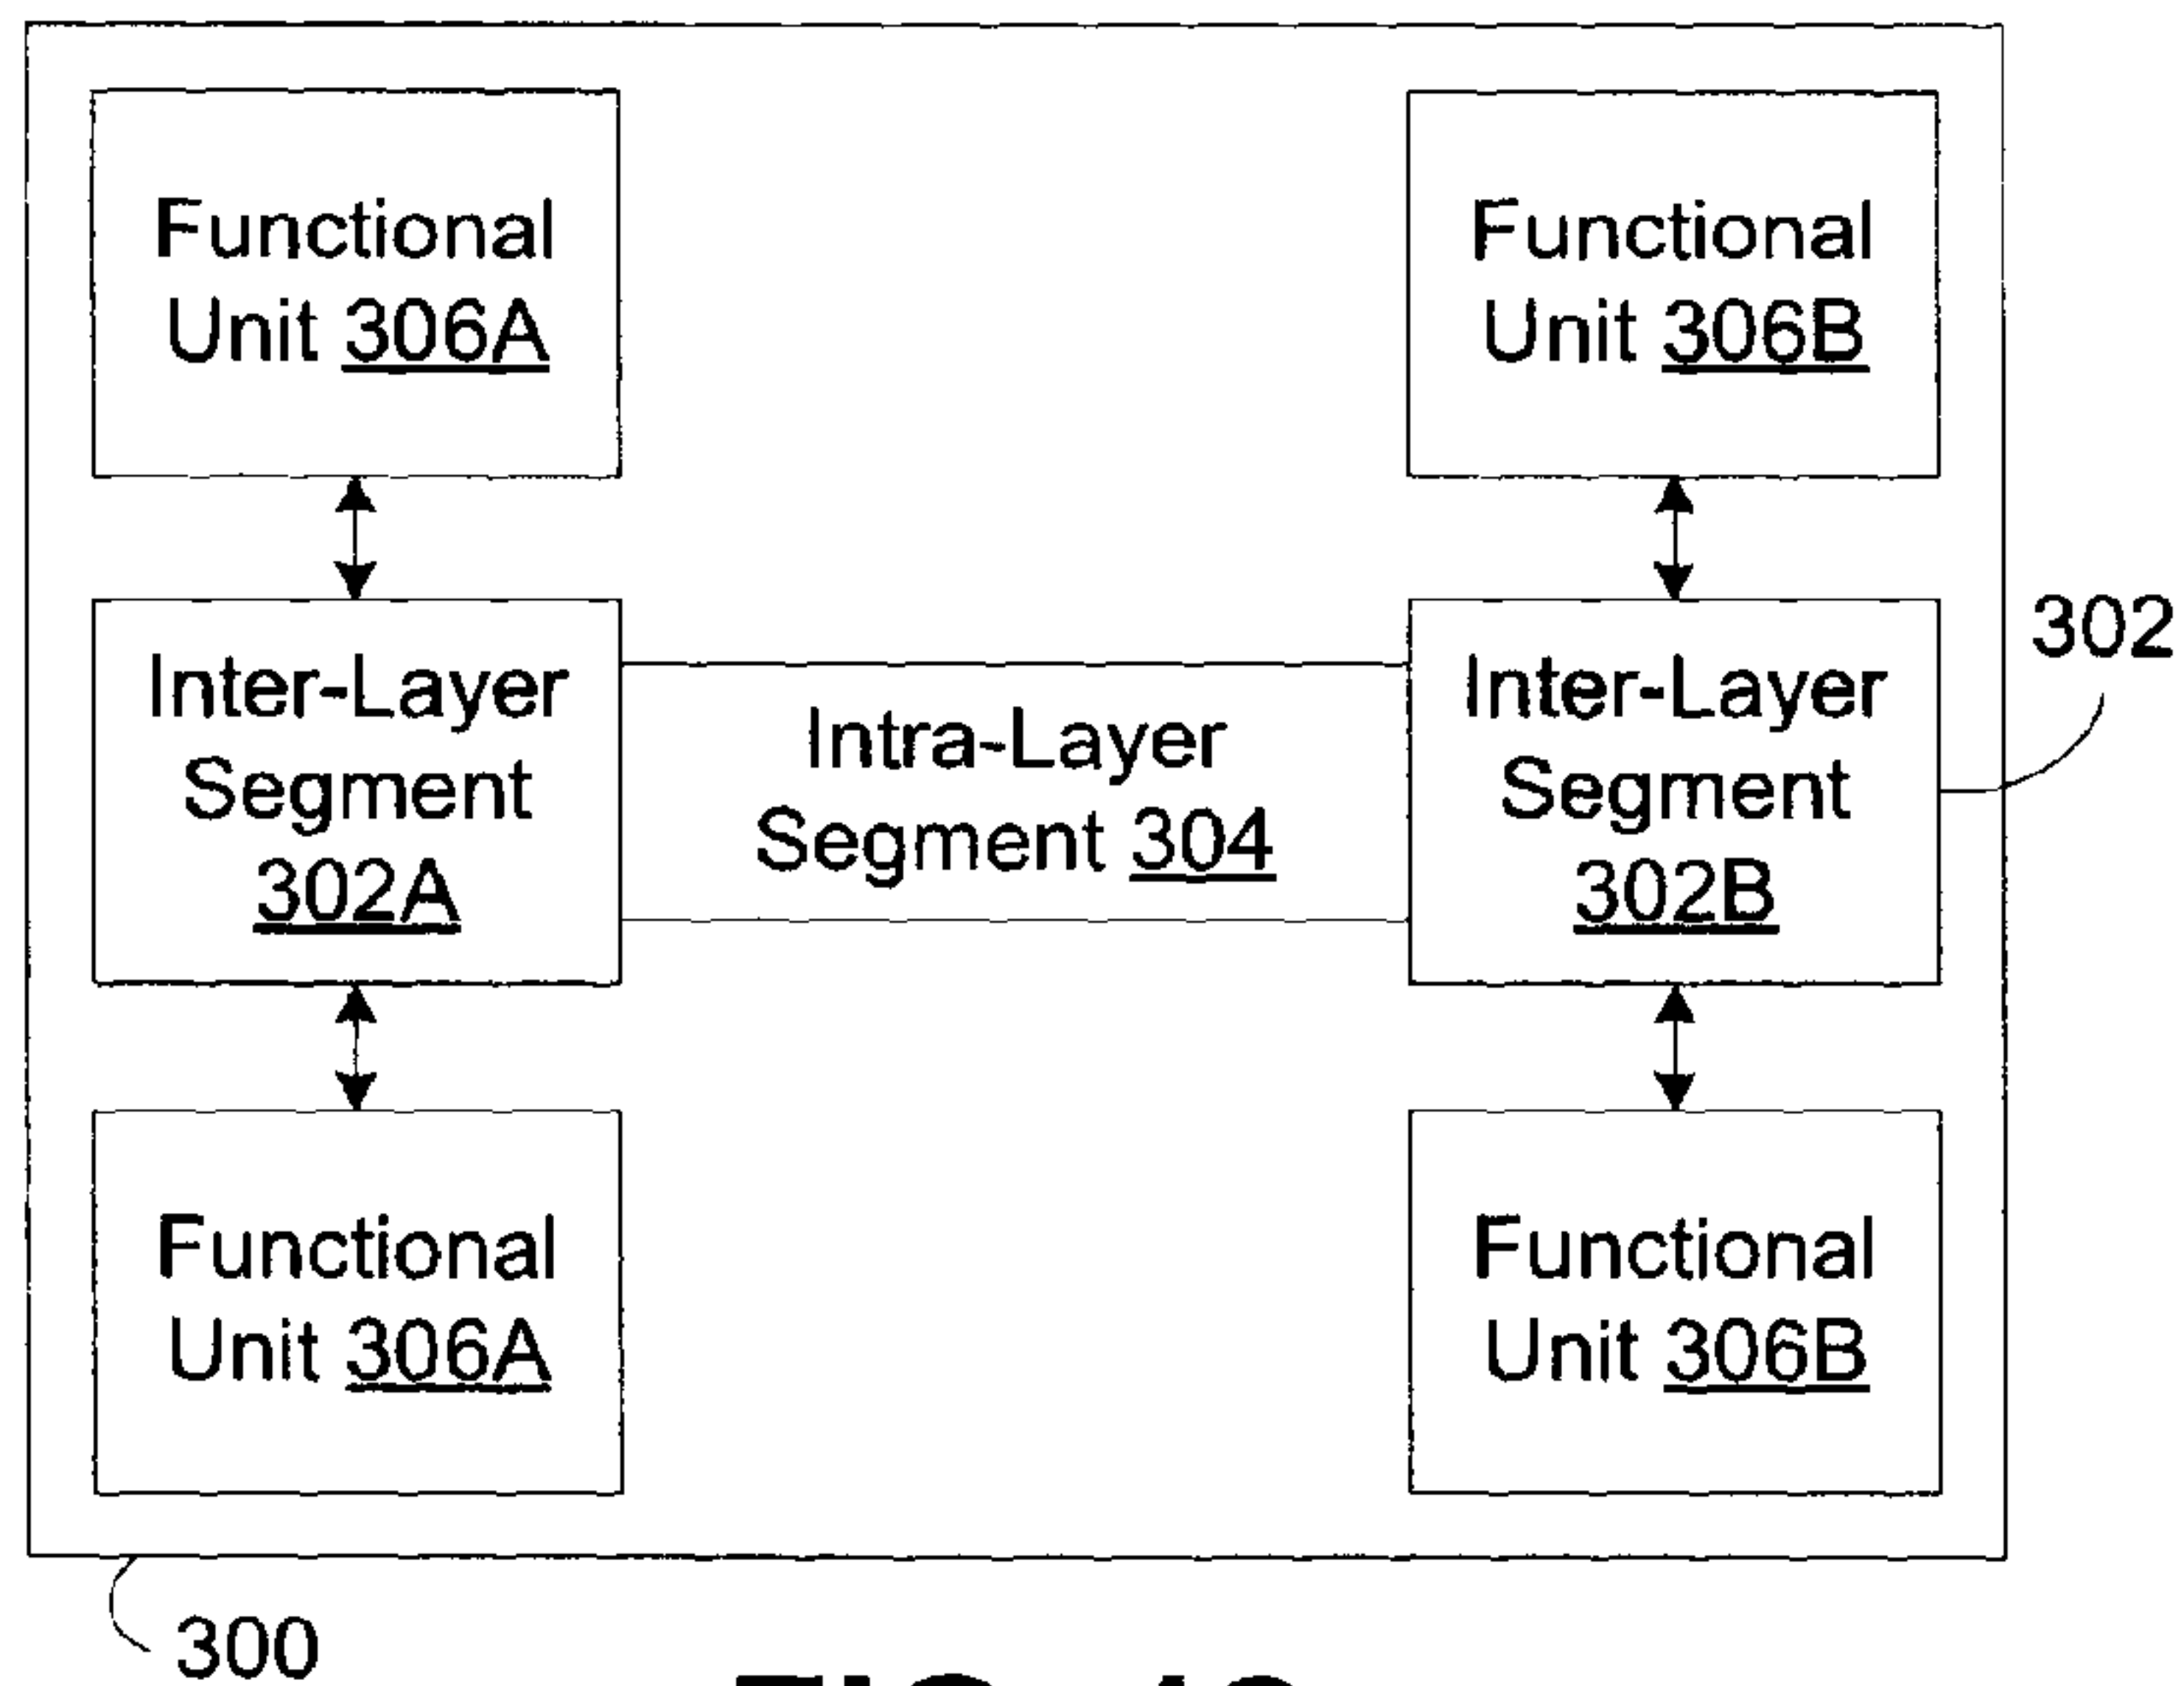 Functional
Unit 306A
Functional
Unit 306B
Inter-Layer
Segment
302A
Intra-Layer
Segment 304
Inter-Layer
Segment
302B
302
Functional
Unit 306A
Functional
Unit 306B
300